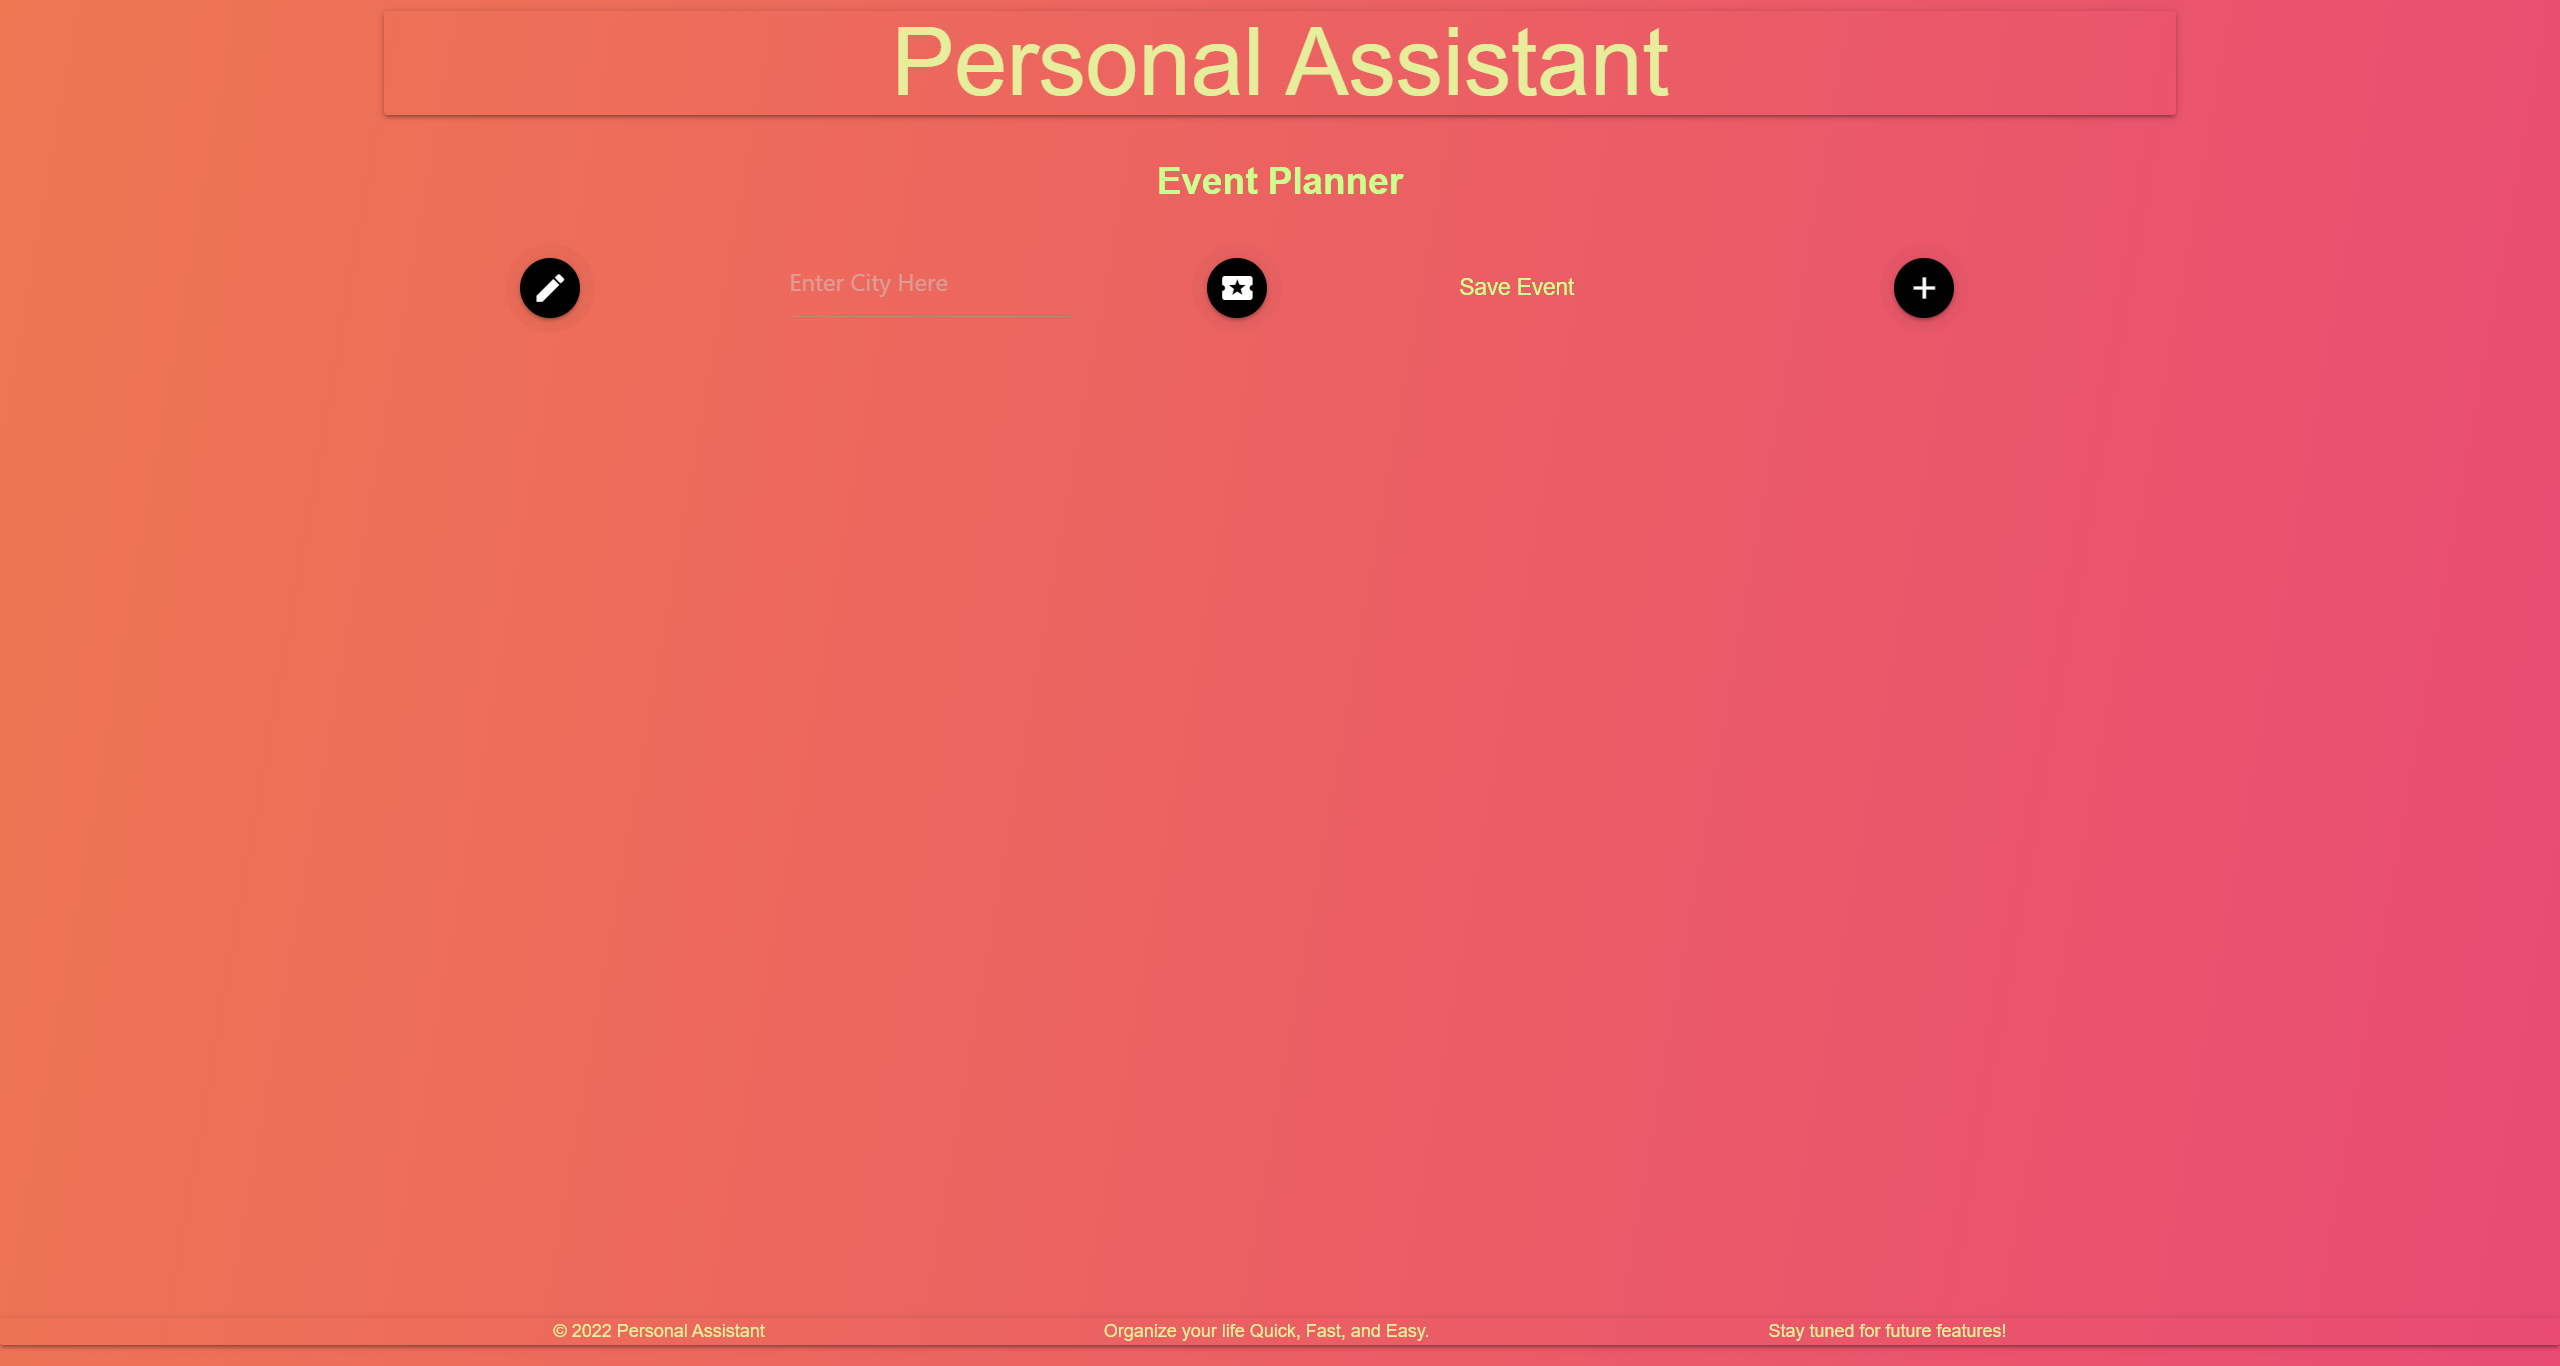 Personal Assistant
Event Planner
Enter City Here
Save Event
© 2022 Personal Assistant
Organize your life Quick, Fast, and Easy.
Stay tuned for future features!